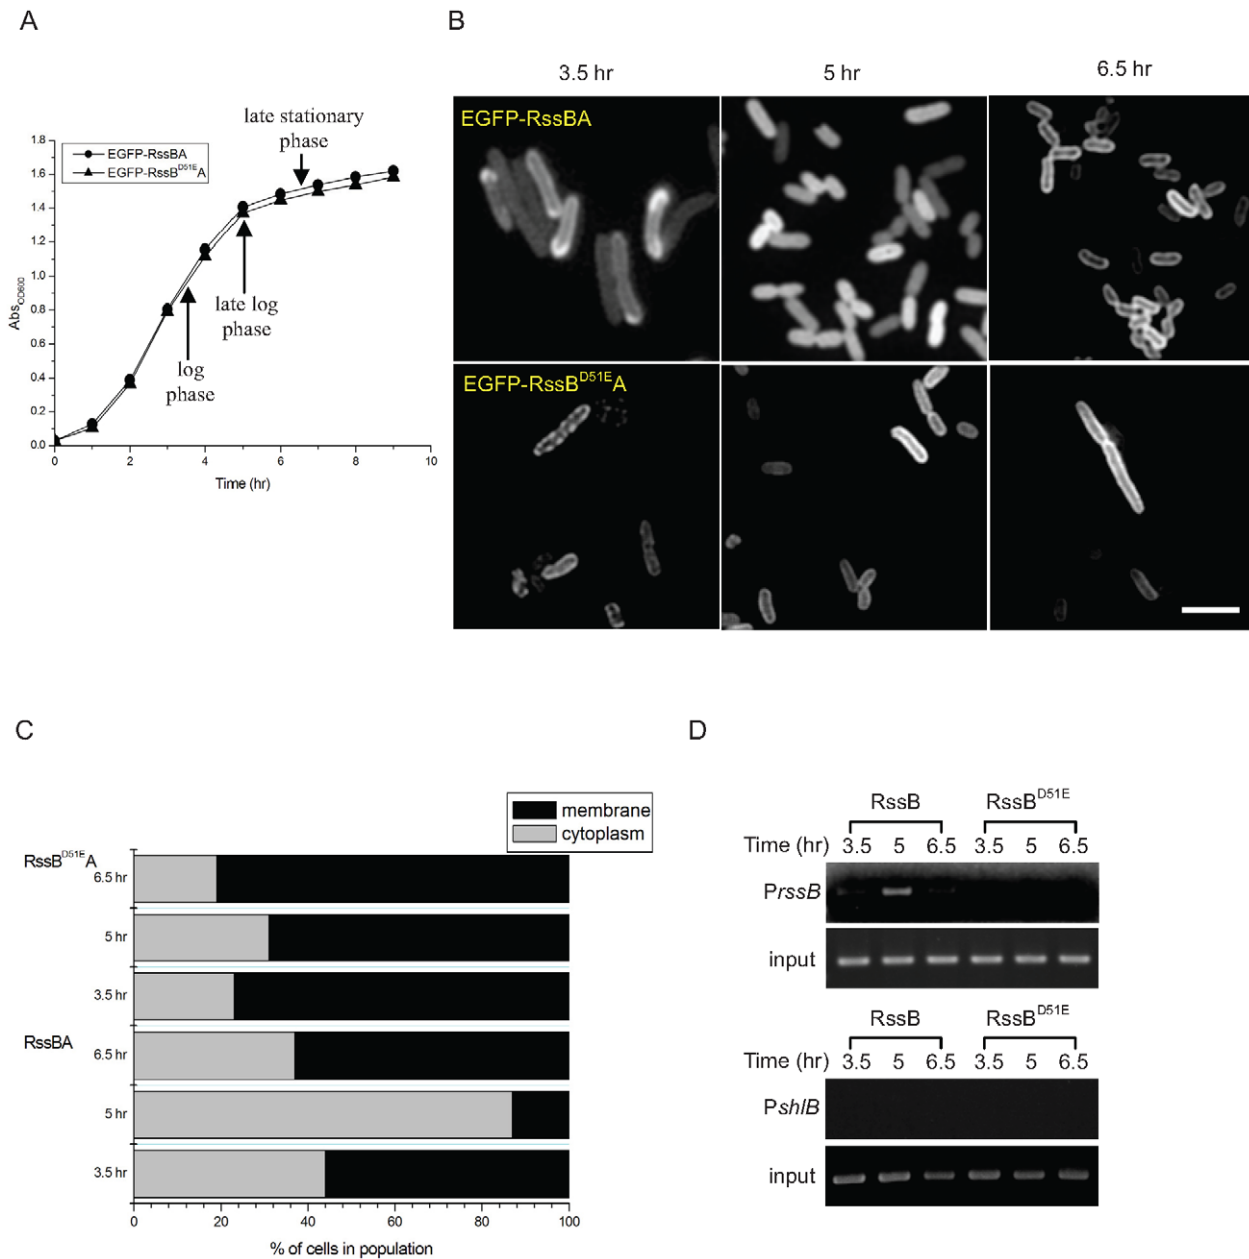 A
EGFP-RssBA
EGFP-RssB^D51E A
late stationary
phase
late log
phase
log
phase
Abs OD600
1.8
1.6
1.4
1.2
1.0
0.8
0.6
0.4
0.2
0.0
0 2 4 6 8 10
Time (hr)
B
3.5 hr 5 hr 6.5 hr
EGFP-RssBA
EGFP-RssB^D51E A
C
membrane
cytoplasm
RssB^D51E A
6.5 hr
5 hr
3.5 hr
RssBA
6.5 hr
5 hr
3.5 hr
0 20 40 60 80 100
% of cells in population
D
RssB RssB^D51E
Time (hr) 3.5 5 6.5 3.5 5 6.5
PrssB
input
RssB RssB^D51E
Time (hr) 3.5 5 6.5 3.5 5 6.5
PshlB
input